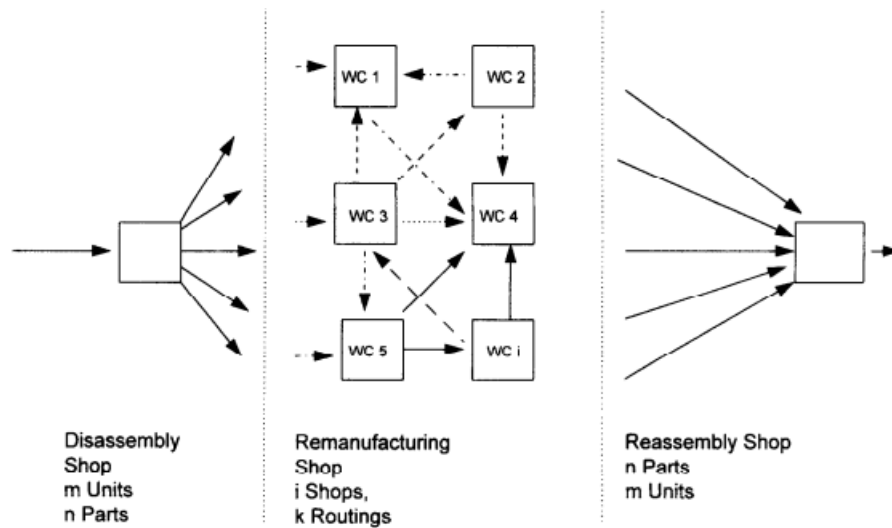 WC 1
WC 2
WC 3
WC 4
WC 5
WC i
Disassembly
Shop
m Units
n Parts
Remanufacturing
Shop
i Shops,
k Routings
Reassembly Shop
n Parts
m Units